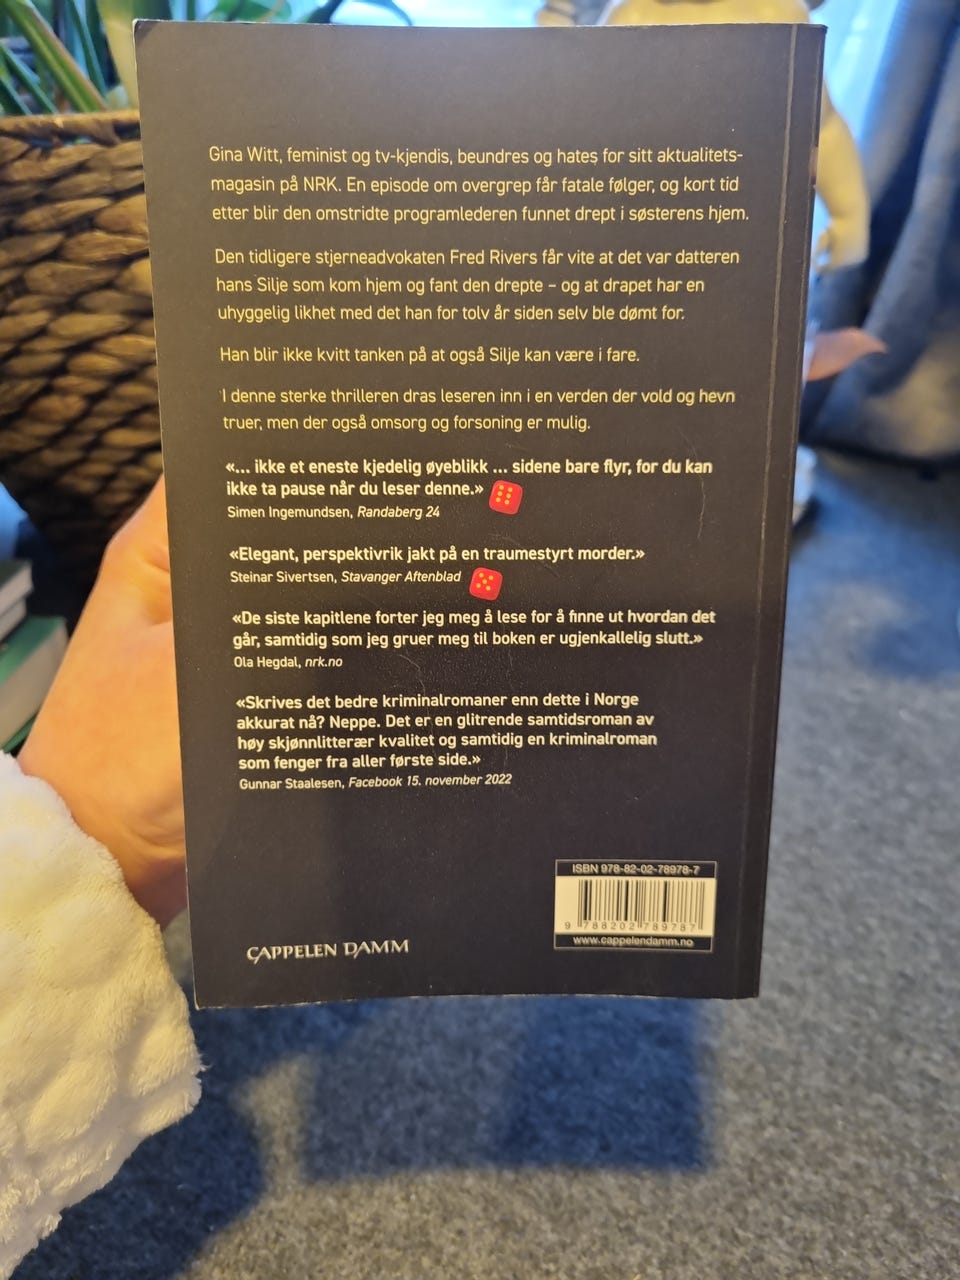 Gina Witt, feminist og tv-kjendis, beundres og hates for sitt aktualitets-
magasin på NRK. En episode om overgrep får fatale følger, og kort tid
etter blir den omstridte programlederen funnet drept i søsterens hjem.
Den tidligere stjerneadvokaten Fred Rivers får vite at det var datteren
hans Silje som kom hjem og fant den drepte – og at drapet har en
uhyggelig likhet med det han for tolv år siden selv ble dømt for.
Han blir ikke kvitt tanken på at også Silje kan være i fare.
I denne sterke thrilleren dras leseren inn i en verden der vold og hevn
truer, men der også omsorg og forsoning er mulig.
«... ikke et eneste kjedelig øyeblikk ... sidene bare flyr, for du kan
ikke ta pause når du leser denne.»
Simen Ingemundsen, Randaberg 24
«Elegant, perspektivrik jakt på en traumestyrt morder.»
Steinar Sivertsen, Stavanger Aftenblad
«De siste kapitlene forter jeg meg å lese for å finne ut hvordan det
går, samtidig som jeg gruer meg til boken er ugjenkallelig slutt.»
Ola Hegdal, nrk.no
«Skrives det bedre kriminalromaner enn dette i Norge
akkurat nå? Neppe. Det er en glitrende samtidsroman av
høy skjønnlitterær kvalitet og samtidig en kriminalroman
som fenger fra aller første side.»
Gunnar Staalesen, Facebook 15. november 2022
ISBN 978-82-02-78978-7
9 788202 789787
www.cappelendamm.no
CAPPELEN DAMM